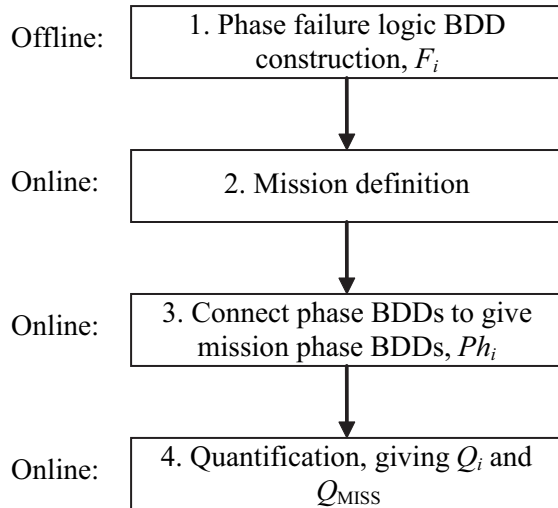 Offline:
1. Phase failure logic BDD
construction, Fi
Online:
2. Mission definition
Online:
3. Connect phase BDDs to give
mission phase BDDs, Phi
Online:
4. Quantification, giving Qi and
QMISS